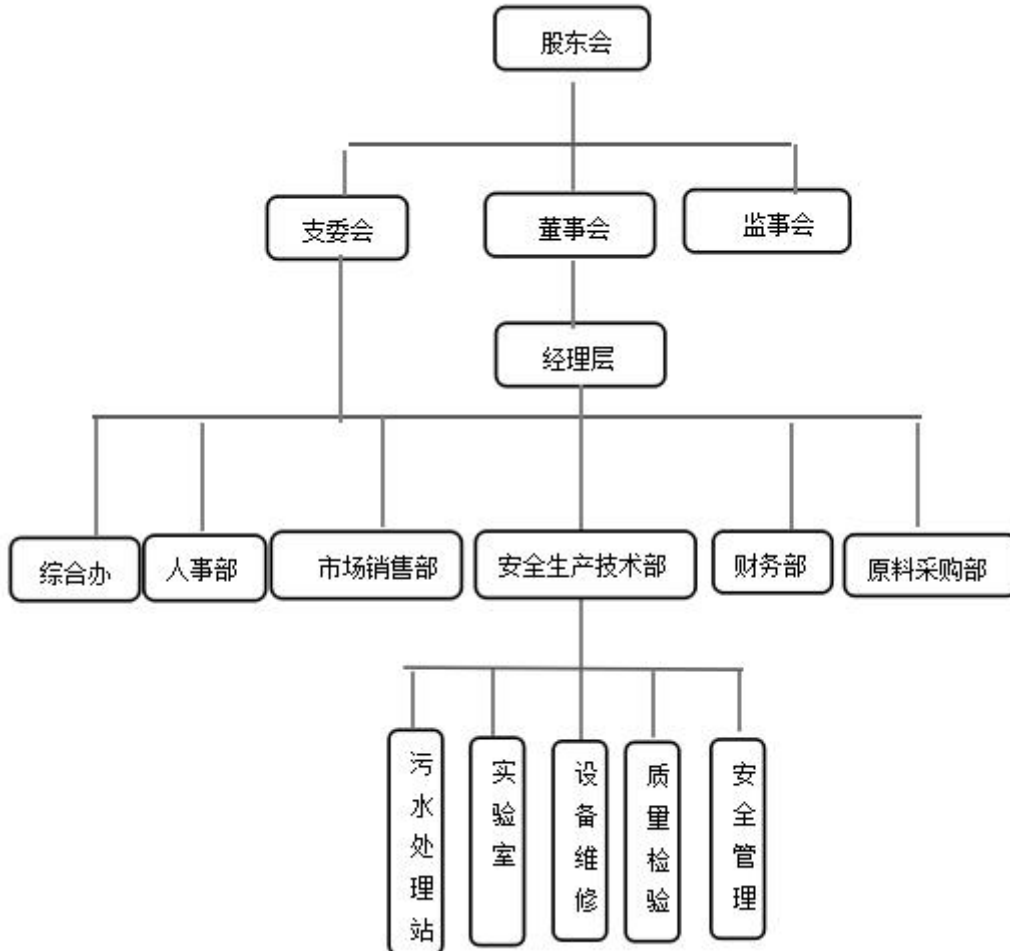 股东会
支委会
董事会
监事会
经理层
综合办
人事部
市场销售部
安全生产技术部
财务部
原料采购部
污水处理站
实验室
设备维修
质量检验
安全管理